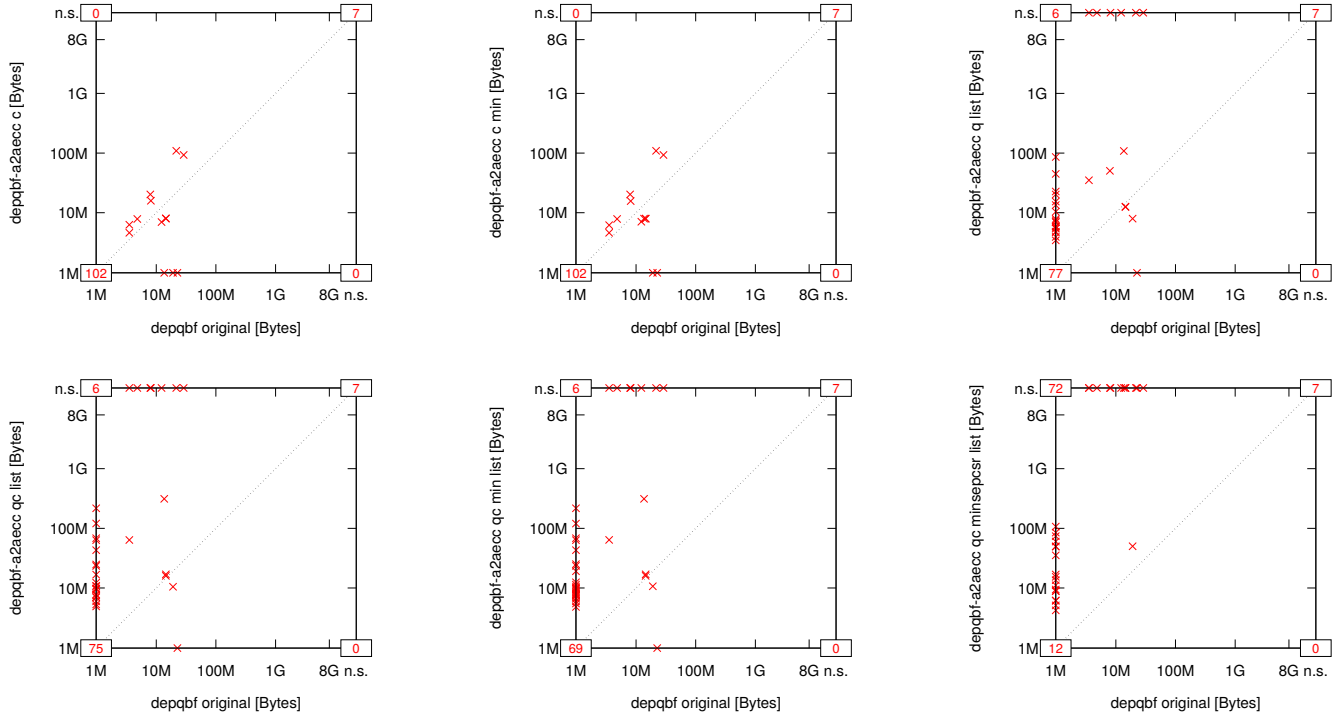 n.s. 0 7
8G
1G
100M
10M
1M 102 0
1M 10M 100M 1G 8G n.s.
depqbf original [Bytes]
depqbf-a2aecc c [Bytes]
n.s. 0 7
8G
1G
100M
10M
1M 102 0
1M 10M 100M 1G 8G n.s.
depqbf original [Bytes]
depqbf-a2aecc c min [Bytes]
n.s. 6 7
8G
1G
100M
10M
1M 77 0
1M 10M 100M 1G 8G n.s.
depqbf original [Bytes]
depqbf-a2aecc q list [Bytes]
n.s. 6 7
8G
1G
100M
10M
1M 75 0
1M 10M 100M 1G 8G n.s.
depqbf original [Bytes]
depqbf-a2aecc qc list [Bytes]
n.s. 6 7
8G
1G
100M
10M
1M 69 0
1M 10M 100M 1G 8G n.s.
depqbf original [Bytes]
depqbf-a2aecc qc min list [Bytes]
n.s. 72 7
8G
1G
100M
10M
1M 12 0
1M 10M 100M 1G 8G n.s.
depqbf original [Bytes]
depqbf-a2aecc qc minsepcsr list [Bytes]